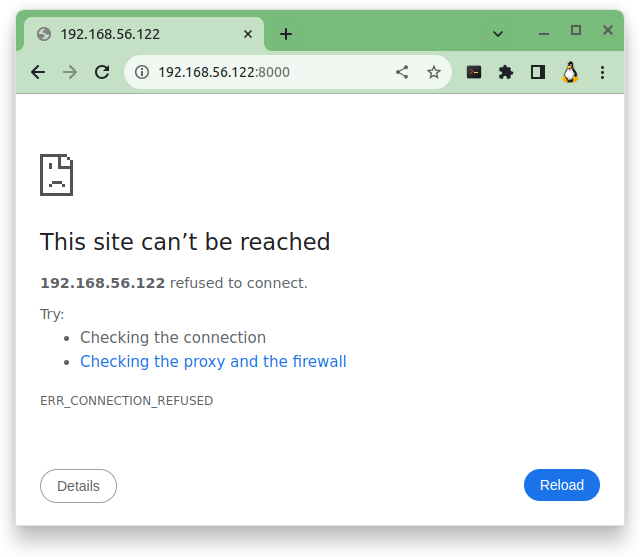 192.168.56.122
192.168.56.122:8000
This site can’t be reached
192.168.56.122 refused to connect.
Try:
Checking the connection
Checking the proxy and the firewall
ERR_CONNECTION_REFUSED
Details
Reload